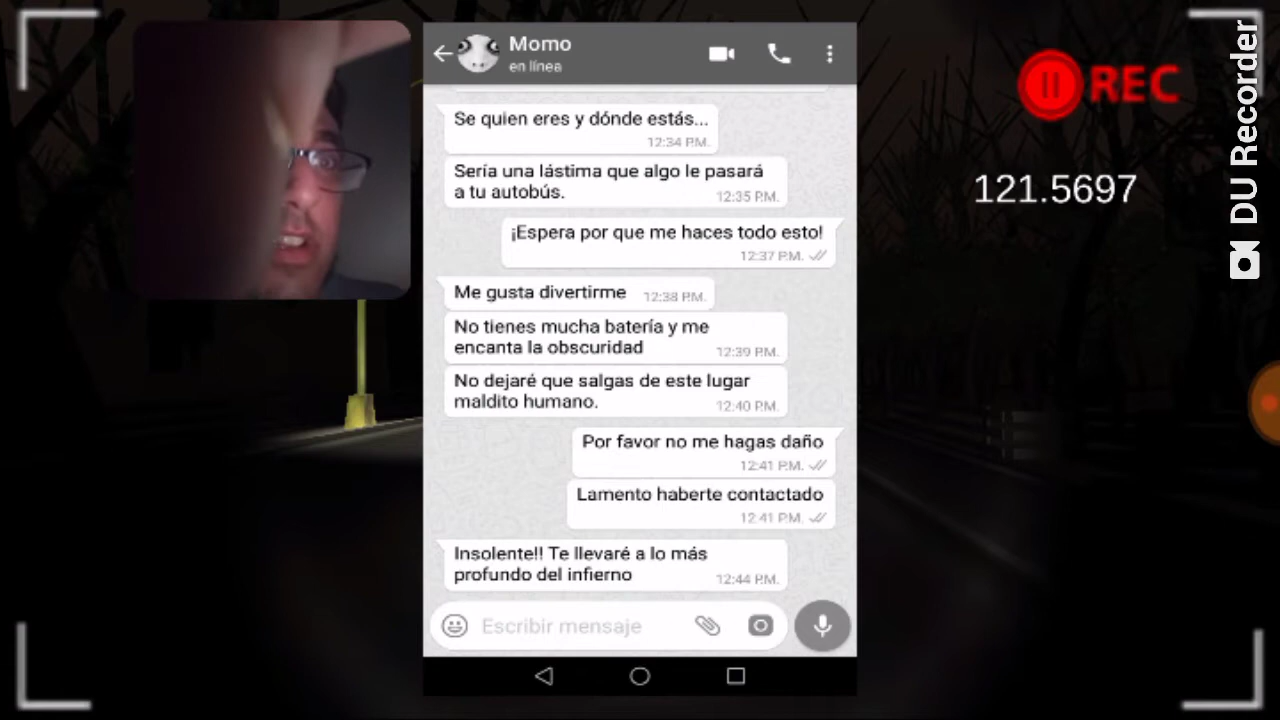 Momo
en línea
Se quien eres y dónde estás...
12:34 P.M.
Sería una lástima que algo le pasará
a tu autobús.
12:35 P.M.
¡Espera por que me haces todo esto!
12:37 P.M.
Me gusta divertirme
12:38 P.M.
No tienes mucha batería y me
encanta la obscuridad
12:39 P.M.
No dejaré que salgas de este lugar
maldito humano.
12:40 P.M.
Por favor no me hagas daño
12:41 P.M.
Lamento haberte contactado
12:41 P.M.
Insolente!! Te llevaré a lo más
profundo del infierno
12:44 P.M.
Escribir mensaje
REC
121.5697
DU Recorder